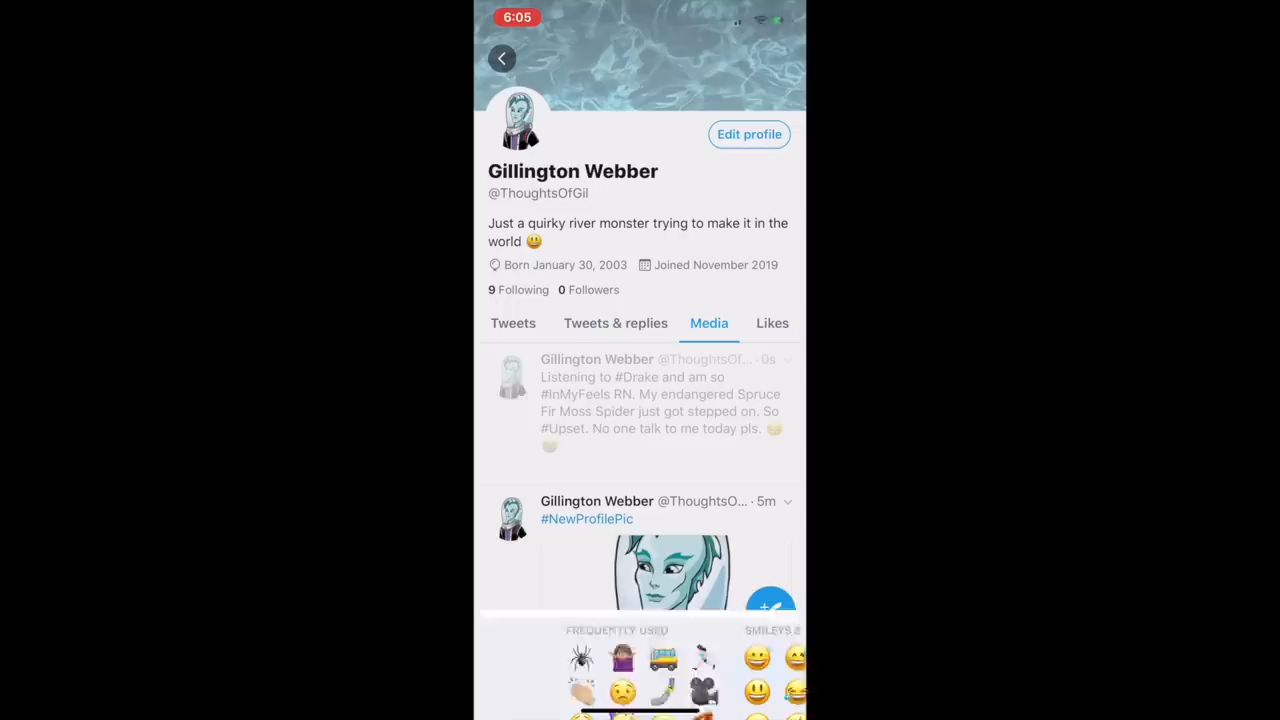 6:05
Edit profile
Gillington Webber
@ThoughtsOfGil
Just a quirky river monster trying to make it in the
world 😃
Born January 30, 2003 Joined November 2019
9 Following 0 Followers
Tweets Tweets & replies Media Likes
Gillington Webber @ThoughtsOf... · 0s
Listening to #Drake and am so
#InMyFeels RN. My endangered Spruce
Fir Moss Spider just got stepped on. So
#Upset. No one talk to me today pls.
Gillington Webber @ThoughtsO... · 5m
#NewProfilePic
FREQUENTLY USED SMILEYS &